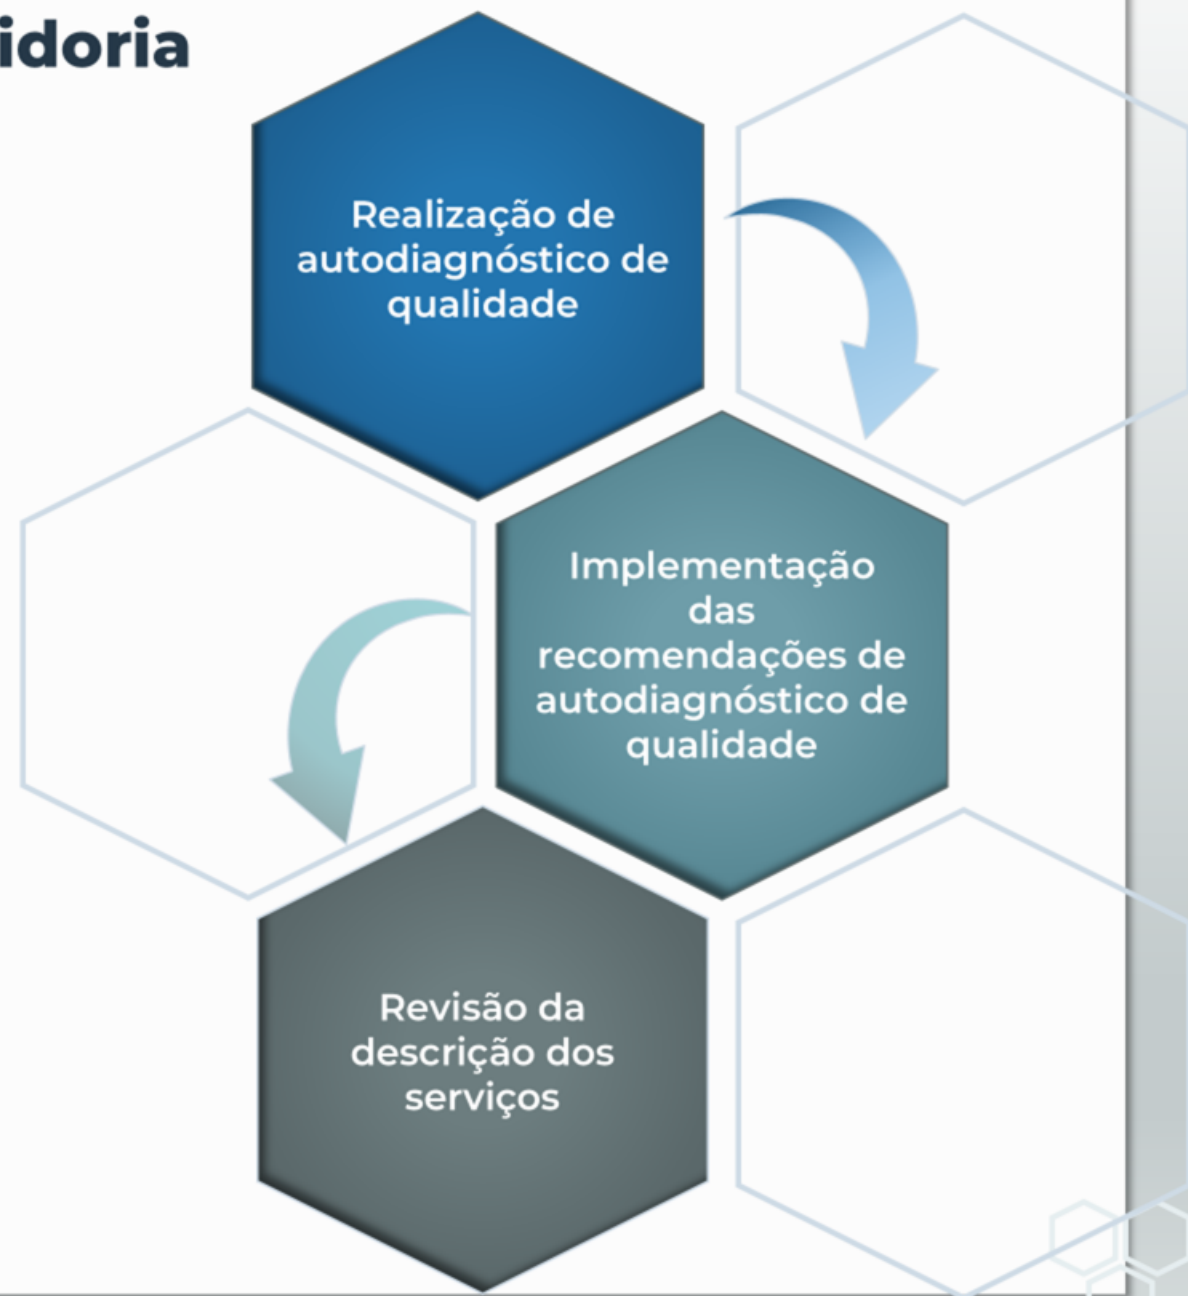 idoria
Realização de
autodiagnóstico de
qualidade
Implementação
das
recomendações de
autodiagnóstico de
qualidade
Revisão da
descrição dos
serviços